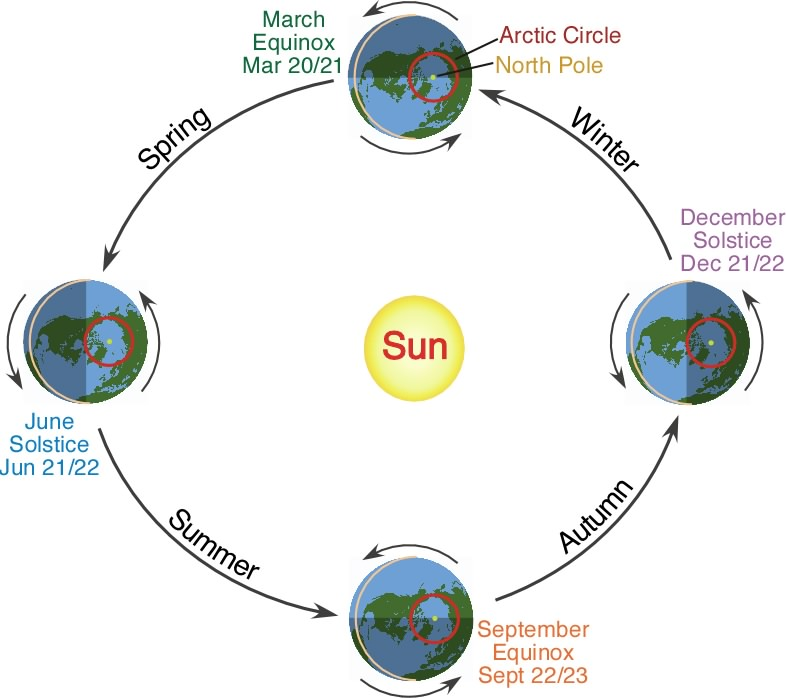 March
Equinox
Mar 20/21
Arctic Circle
North Pole
Spring
Winter
December
Solstice
Dec 21/22
Sun
June
Solstice
Jun 21/22
Summer
Autumn
September
Equinox
Sept 22/23